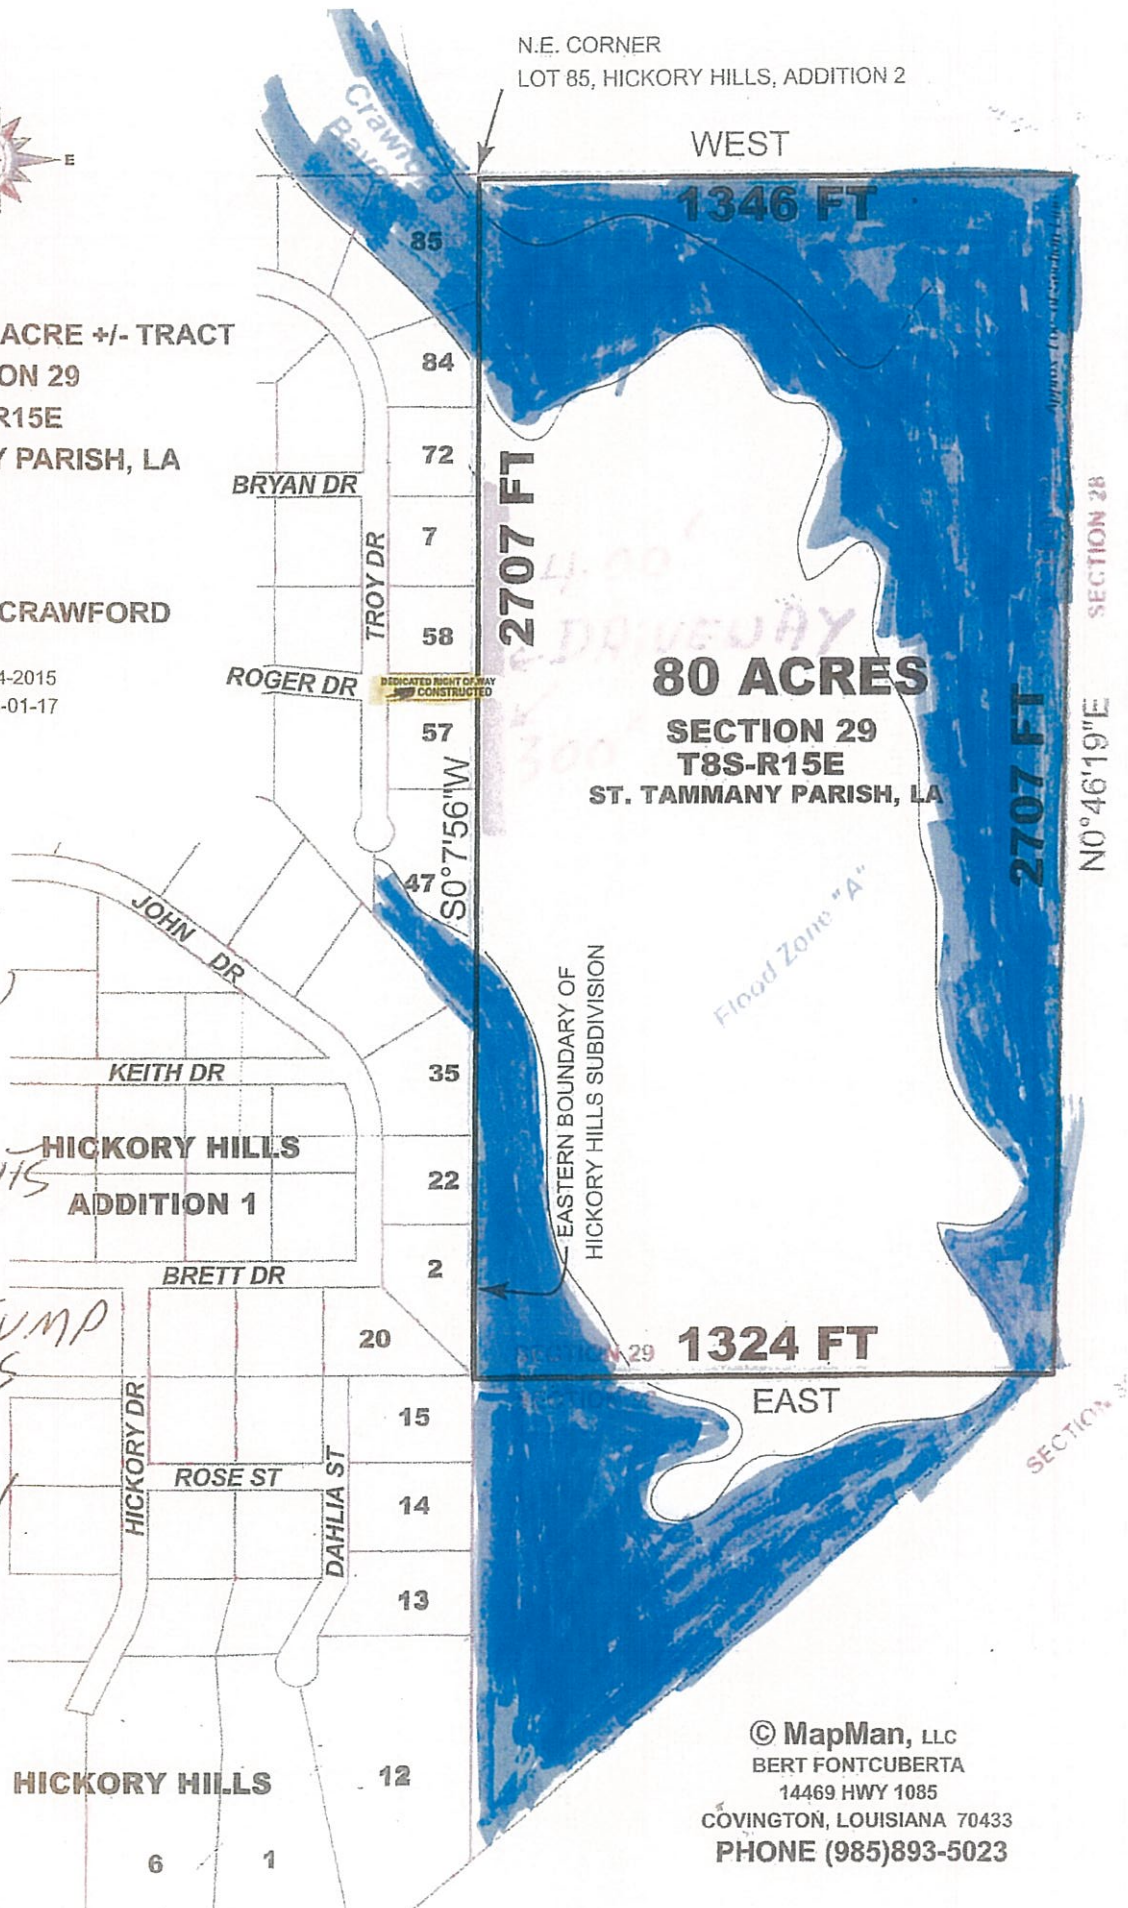 N.E. CORNER
LOT 85, HICKORY HILLS, ADDITION 2
E
WEST
1346 FT
Crawford
Bayou
85
ACRE +/- TRACT
ON 29
R15E
Y PARISH, LA
84
72
BRYAN DR
7
TROY DR
2707 FT
SECTION 28
400'
DRIVEWAY
300
CRAWFORD
4-2015
-01-17
58
ROGER DR
DEDICATED RIGHT OF WAY
CONSTRUCTED
57
80 ACRES
SECTION 29
T8S-R15E
ST. TAMMANY PARISH, LA
2707 FT
N0°46'19"E
S0°7'56"W
47
JOHN DR
Flood Zone "A"
EASTERN BOUNDARY OF
HICKORY HILLS SUBDIVISION
KEITH DR
35
HICKORY HILLS
ADDITION 1
22
2
BRETT DR
20
SECTION 29
1324 FT
EAST
SECTION
HICKORY DR
15
ROSE ST
DAHLIA ST
14
13
HICKORY HILLS
12
6
1
© MapMan, LLC
BERT FONTCUBERTA
14469 HWY 1085
COVINGTON, LOUISIANA 70433
PHONE (985)893-5023